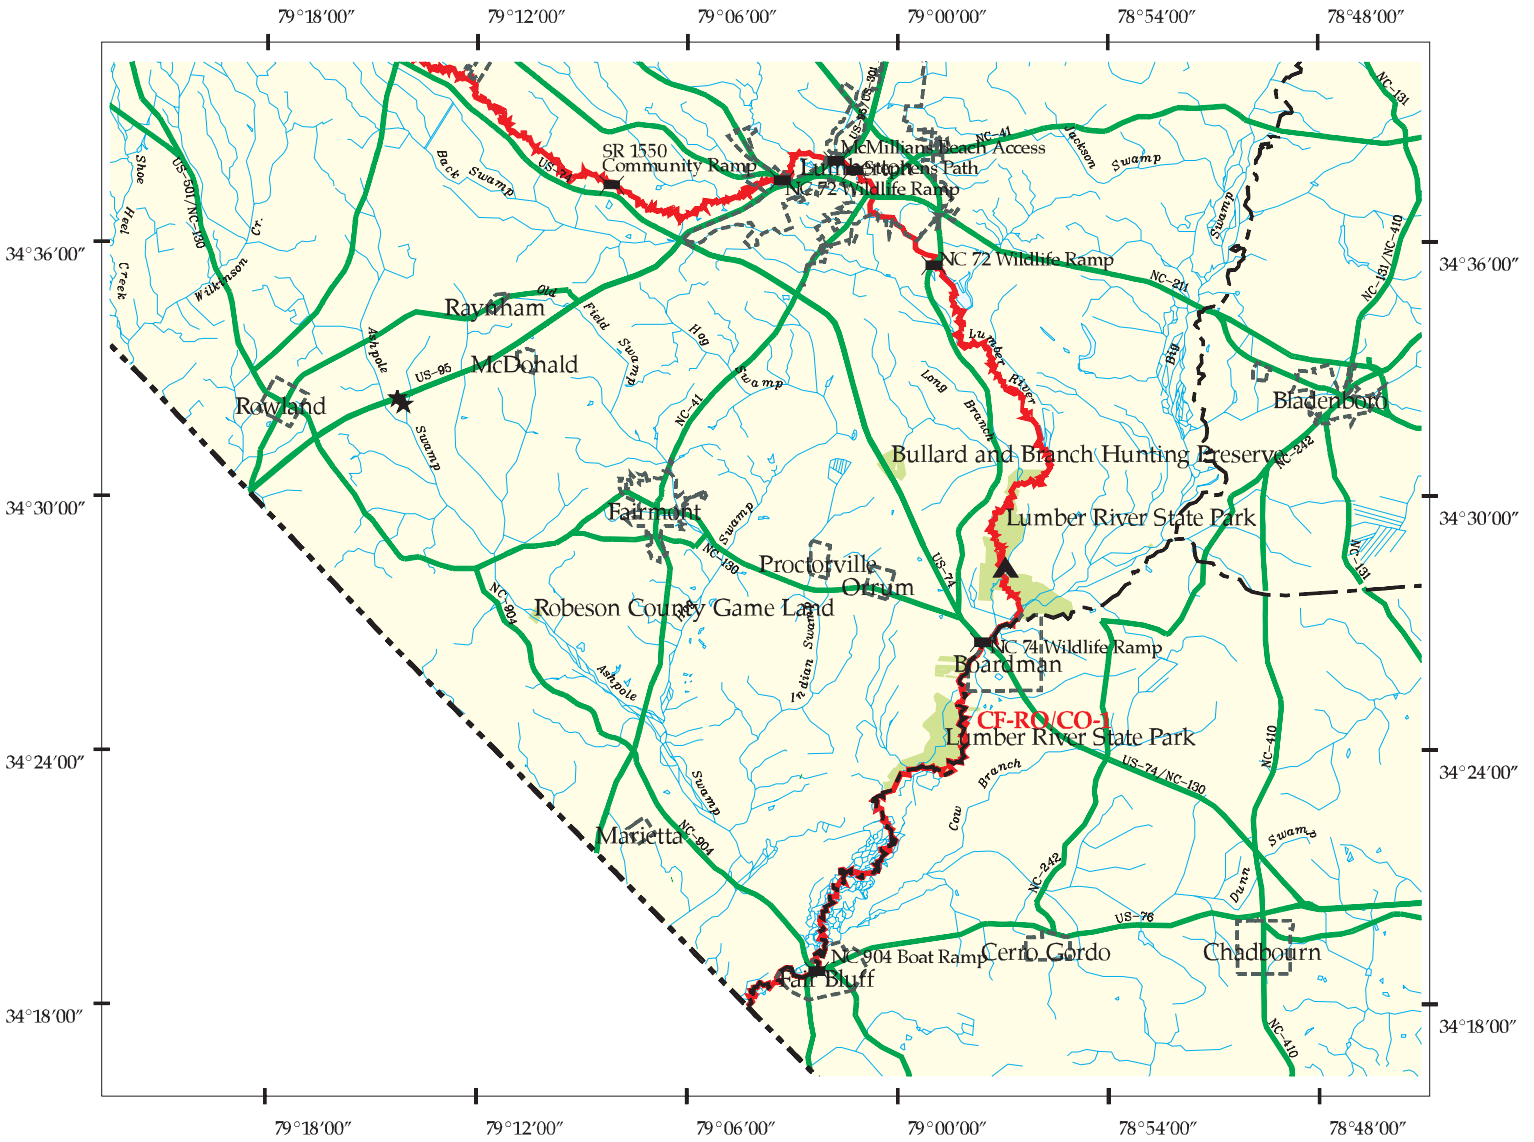 79°18′00″ 79°12′00″ 79°06′00″ 79°00′00″ 78°54′00″ 78°48′00″
NC-131
US-301
NC-41
Jackson
Swamp
McMillians Beach Access
SR 1550
Community Ramp
US-74
Stephens Path
NC 72 Wildlife Ramp
Back
Swamp
Shoe
Heel
Creek
US-501/NC-130
Cr.
Wilkinson
Swamp
NC-131/NC-410
34°36′00″
34°36′00″
NC 72 Wildlife Ramp
NC-211
Old
Field
Swamp
Raynham
Hog
Swamp
Lumber
River
Big
Ashpole
Swamp
McDonald
US-95
Long
Branch
Rowland
Bladenboro
NC-41
NC-242
Bullard and Branch Hunting Preserve
34°30′00″
34°30′00″
Fairmont
Swamp
Lumber River State Park
NC-130
Proctorville
Orrum
US-74
NC-131
NC-904
Robeson County Game Land
Indian Swamp
NC 74 Wildlife Ramp
Boardman
Ashpole
Swamp
CF-RO/CO-1
Lumber River State Park
NC-410
34°24′00″
34°24′00″
Branch
Cow
US-74/NC-130
Marietta
NC-904
Swamp
Dunn
NC-242
US-76
NC 904 Boat Ramp
Cerro Gordo
Chadbourn
Fair Bluff
34°18′00″
34°18′00″
NC-410
79°18′00″ 79°12′00″ 79°06′00″ 79°00′00″ 78°54′00″ 78°48′00″